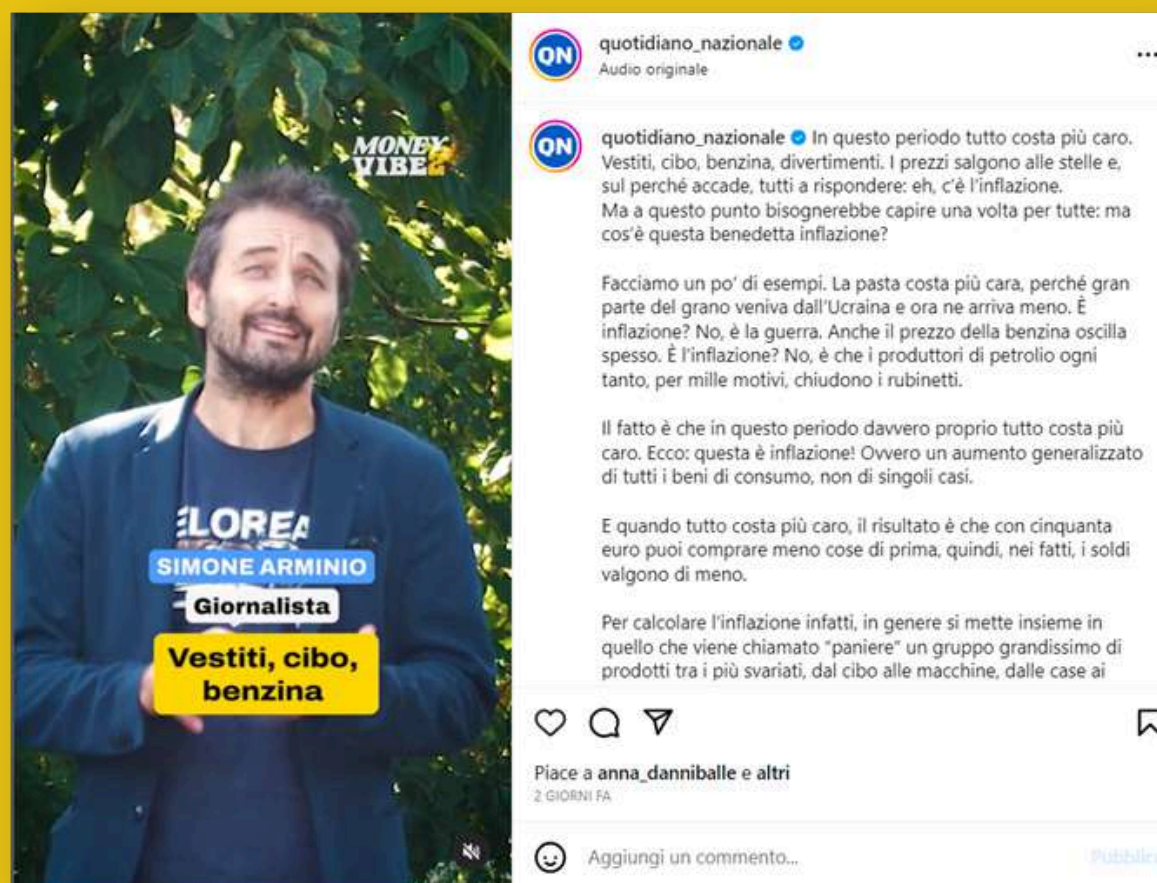 MONEY
VIBEZ
ELOREA
SIMONE ARMINIO
Giornalista
Vestiti, cibo,
benzina
QN
quotidiano_nazionale
Audio originale
QN
quotidiano_nazionale In questo periodo tutto costa più caro.
Vestiti, cibo, benzina, divertimenti. I prezzi salgono alle stelle e,
sul perché accade, tutti a rispondere: eh, c'è l'inflazione.
Ma a questo punto bisognerebbe capire una volta per tutte: ma
cos'è questa benedetta inflazione?
Facciamo un po' di esempi. La pasta costa più cara, perché gran
parte del grano veniva dall'Ucraina e ora ne arriva meno. È
inflazione? No, è la guerra. Anche il prezzo della benzina oscilla
spesso. È l'inflazione? No, è che i produttori di petrolio ogni
tanto, per mille motivi, chiudono i rubinetti.
Il fatto è che in questo periodo davvero proprio tutto costa più
caro. Ecco: questa è inflazione! Ovvero un aumento generalizzato
di tutti i beni di consumo, non di singoli casi.
E quando tutto costa più caro, il risultato è che con cinquanta
euro puoi comprare meno cose di prima, quindi, nei fatti, i soldi
valgono di meno.
Per calcolare l'inflazione infatti, in genere si mette insieme in
quello che viene chiamato "paniere" un gruppo grandissimo di
prodotti tra i più svariati, dal cibo alle macchine, dalle case ai
Piace a anna_danniballe e altri
2 GIORNI FA
Aggiungi un commento...
Pubblica